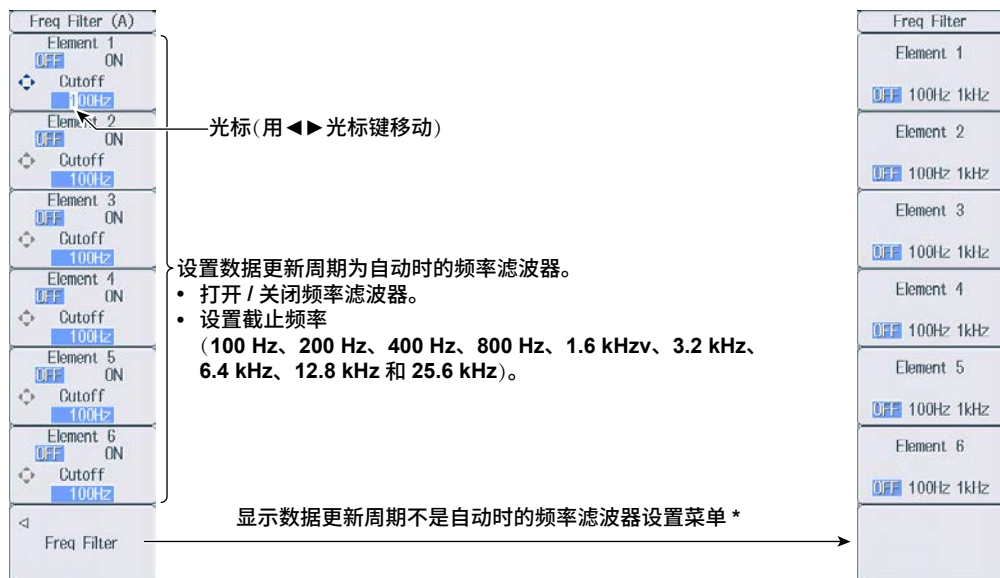 Freq Filter (A)
Element 1
OFF ON
Cutoff
100Hz
Element 2
OFF ON
Cutoff
100Hz
Element 3
OFF ON
Cutoff
100Hz
Element 4
OFF ON
Cutoff
100Hz
Element 5
OFF ON
Cutoff
100Hz
Element 6
OFF ON
Cutoff
100Hz
Freq Filter
光标(用◀▶光标键移动)
设置数据更新周期为自动时的频率滤波器。
• 打开 / 关闭频率滤波器。
• 设置截止频率
(100 Hz、200 Hz、400 Hz、800 Hz、1.6 kHzv、3.2 kHz、
6.4 kHz、12.8 kHz 和 25.6 kHz)。
显示数据更新周期不是自动时的频率滤波器设置菜单 *
Freq Filter
Element 1
OFF 100Hz 1kHz
Element 2
OFF 100Hz 1kHz
Element 3
OFF 100Hz 1kHz
Element 4
OFF 100Hz 1kHz
Element 5
OFF 100Hz 1kHz
Element 6
OFF 100Hz 1kHz